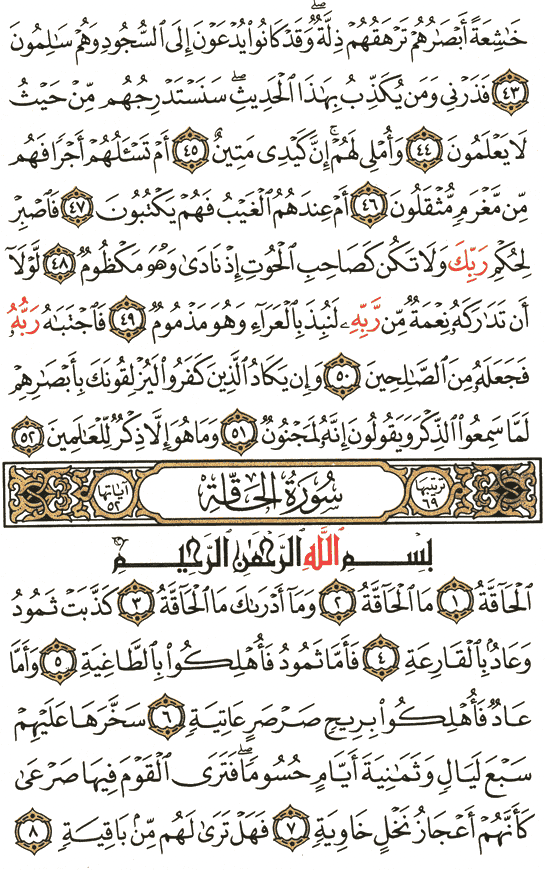 خَٰشِعَةً أَبْصَٰرُهُمْ تَرْهَقُهُمْ ذِلَّةٌۖ وَقَدْ كَانُوا۟ يُدْعَوْنَ إِلَى ٱلسُّجُودِ وَهُمْ سَٰلِمُونَ
٤٣ فَذَرْنِى وَمَن يُكَذِّبُ بِهَٰذَا ٱلْحَدِيثِۖ سَنَسْتَدْرِجُهُم مِّنْ حَيْثُ
لَا يَعْلَمُونَ ٤٤ وَأُمْلِى لَهُمْۚ إِنَّ كَيْدِى مَتِينٌ ٤٥ أَمْ تَسْـَٔلُهُمْ أَجْرًا فَهُم
مِّن مَّغْرَمٍ مُّثْقَلُونَ ٤٦ أَمْ عِندَهُمُ ٱلْغَيْبُ فَهُمْ يَكْتُبُونَ ٤٧ فَٱصْبِرْ
لِحُكْمِ رَبِّكَ وَلَا تَكُن كَصَاحِبِ ٱلْحُوتِ إِذْ نَادَىٰ وَهُوَ مَكْظُومٌ ٤٨ لَّوْلَآ
أَن تَدَٰرَكَهُۥ نِعْمَةٌ مِّن رَّبِّهِۦ لَنُبِذَ بِٱلْعَرَآءِ وَهُوَ مَذْمُومٌ ٤٩ فَٱجْتَبَٰهُ رَبُّهُۥ
فَجَعَلَهُۥ مِنَ ٱلصَّٰلِحِينَ ٥٠ وَإِن يَكَادُ ٱلَّذِينَ كَفَرُوا۟ لَيُزْلِقُونَكَ بِأَبْصَٰرِهِمْ
لَمَّا سَمِعُوا۟ ٱلذِّكْرَ وَيَقُولُونَ إِنَّهُۥ لَمَجْنُونٌ ٥١ وَمَا هُوَ إِلَّا ذِكْرٌ لِّلْعَٰلَمِينَ ٥٢
ترتيبها ٦٩ سُورَةُ الْحَاقَّةِ آياتها ٥٢
بِسْمِ ٱللَّهِ ٱلرَّحْمَٰنِ ٱلرَّحِيمِ
ٱلْحَآقَّةُ ١ مَا ٱلْحَآقَّةُ ٢ وَمَآ أَدْرَىٰكَ مَا ٱلْحَآقَّةُ ٣ كَذَّبَتْ ثَمُودُ
وَعَادٌۢ بِٱلْقَارِعَةِ ٤ فَأَمَّا ثَمُودُ فَأُهْلِكُوا۟ بِٱلطَّاغِيَةِ ٥ وَأَمَّا
عَادٌ فَأُهْلِكُوا۟ بِرِيحٍ صَرْصَرٍ عَاتِيَةٍ ٦ سَخَّرَهَا عَلَيْهِمْ
سَبْعَ لَيَالٍ وَثَمَٰنِيَةَ أَيَّامٍ حُسُومًاۖ فَتَرَى ٱلْقَوْمَ فِيهَا صَرْعَىٰ
كَأَنَّهُمْ أَعْجَازُ نَخْلٍ خَاوِيَةٍ ٧ فَهَلْ تَرَىٰ لَهُم مِّنۢ بَاقِيَةٍ ٨